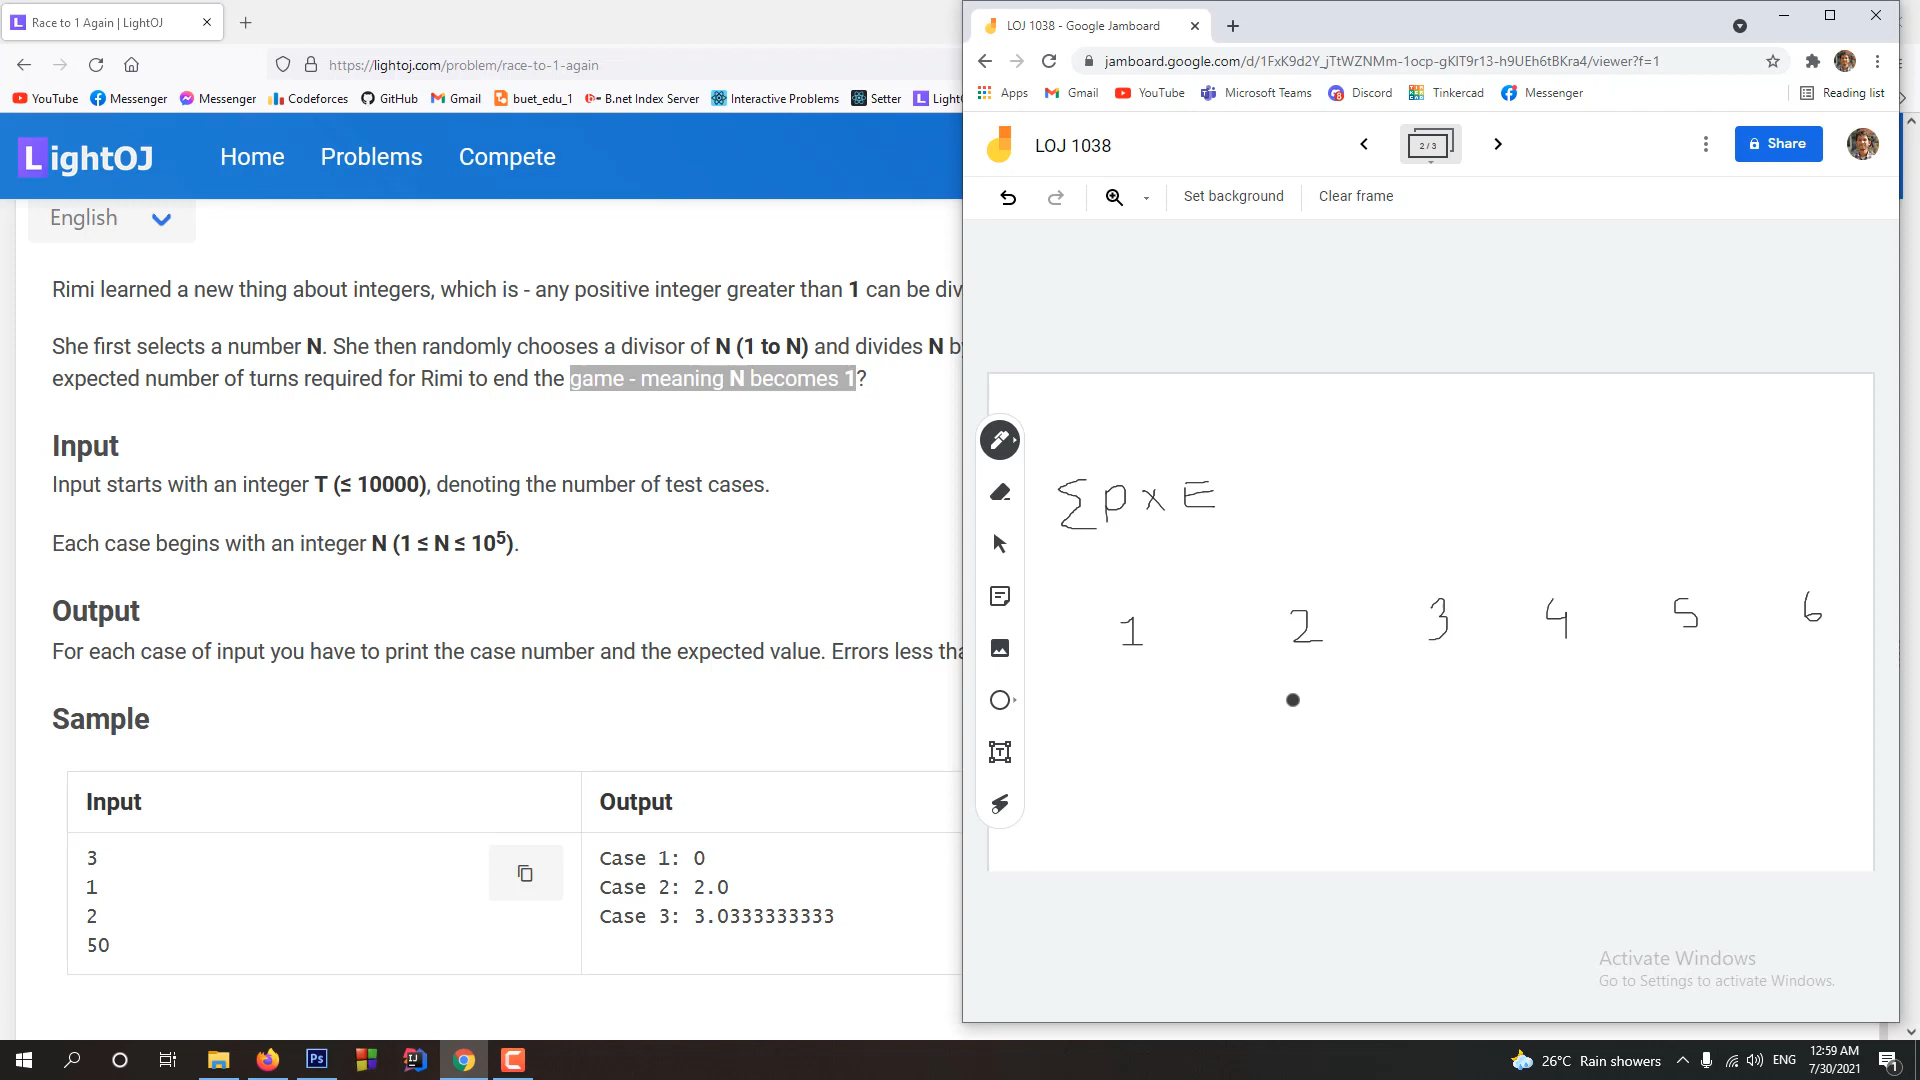 Race to 1 Again | LightOJ
https://lightoj.com/problem/race-to-1-again
YouTube Messenger Messenger Codeforces GitHub Gmail buet_edu_1 B.net Index Server Interactive Problems Setter Light
LightOJ Home Problems Compete
English
Rimi learned a new thing about integers, which is - any positive integer greater than 1 can be div
She first selects a number N. She then randomly chooses a divisor of N (1 to N) and divides N b
expected number of turns required for Rimi to end the game - meaning N becomes 1?
Input
Input starts with an integer T (≤ 10000), denoting the number of test cases.
Each case begins with an integer N (1 ≤ N ≤ 10⁵).
Output
For each case of input you have to print the case number and the expected value. Errors less tha
Sample
Input Output
3
1
2
50
Case 1: 0
Case 2: 2.0
Case 3: 3.0333333333
LOJ 1038 - Google Jamboard
jamboard.google.com/d/1FxK9d2Y_jTtWZNMm-1ocp-gKlT9r13-h9UEh6tBKra4/viewer?f=1
Apps Gmail YouTube Microsoft Teams Discord Tinkercad Messenger Reading list
LOJ 1038 2 / 3 Share
Set background Clear frame
∑ p x E
1 2 3 4 5 6
Activate Windows
Go to Settings to activate Windows.
Ps IJ 26°C Rain showers ENG 12:59 AM
7/30/2021 1